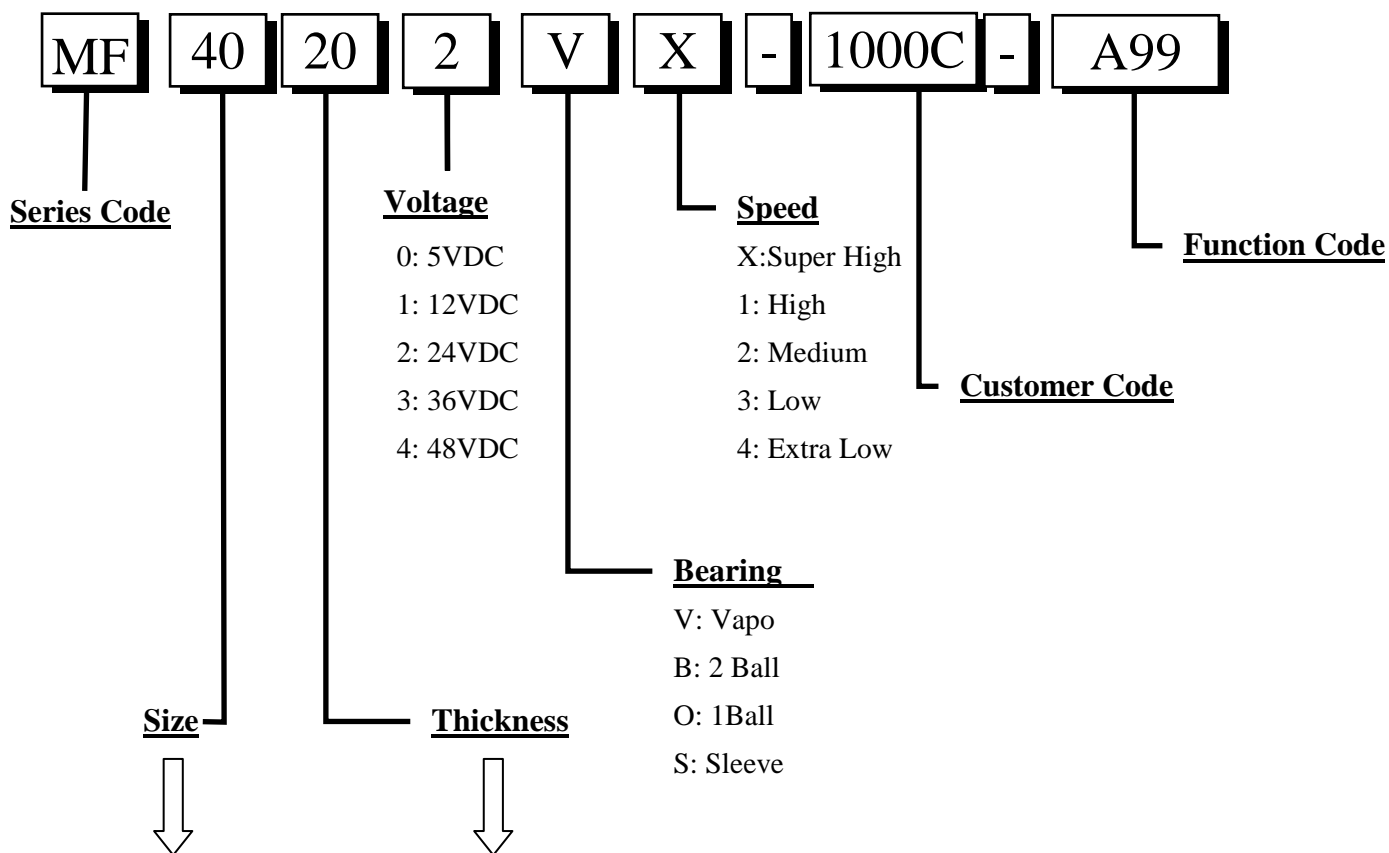 MF 40 20 2 V X - 1000C - A99
Series Code
Voltage
0: 5VDC
1: 12VDC
2: 24VDC
3: 36VDC
4: 48VDC
Speed
X:Super High
1: High
2: Medium
3: Low
4: Extra Low
Function Code
Customer Code
Bearing
V: Vapo
B: 2 Ball
O: 1Ball
S: Sleeve
Size
Thickness